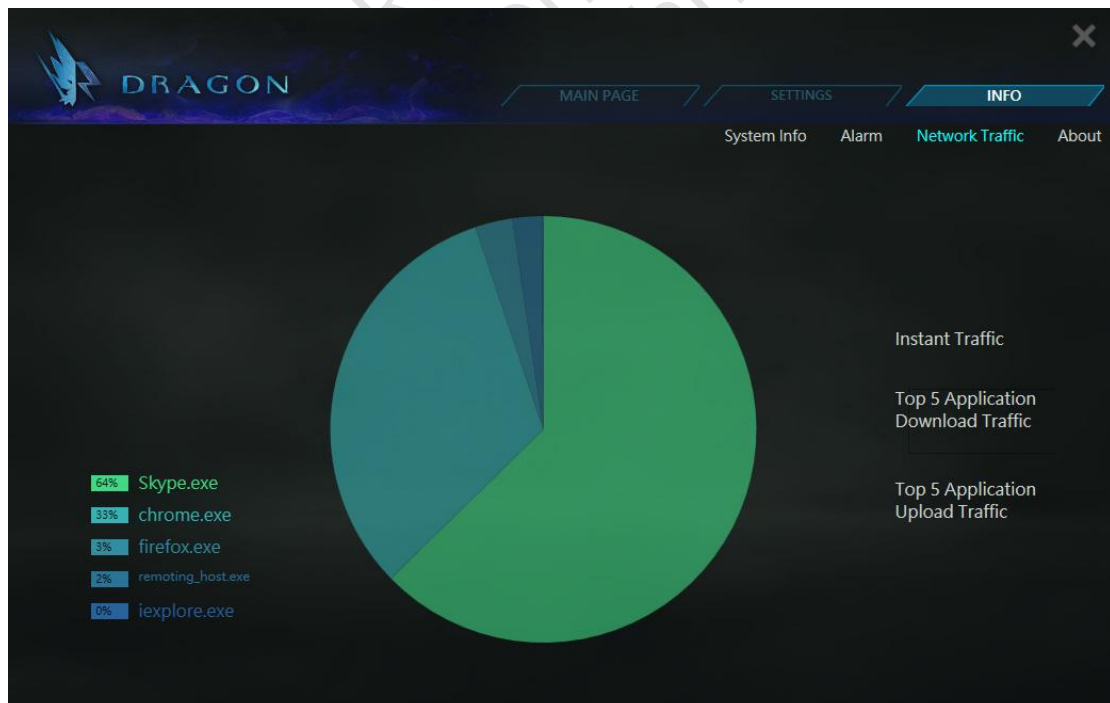 DRAGON
MAIN PAGE
SETTINGS
INFO
System Info
Alarm
Network Traffic
About
Instant Traffic
Top 5 Application
Download Traffic
Top 5 Application
Upload Traffic
64% Skype.exe
33% chrome.exe
3% firefox.exe
2% remoting_host.exe
0% iexplore.exe